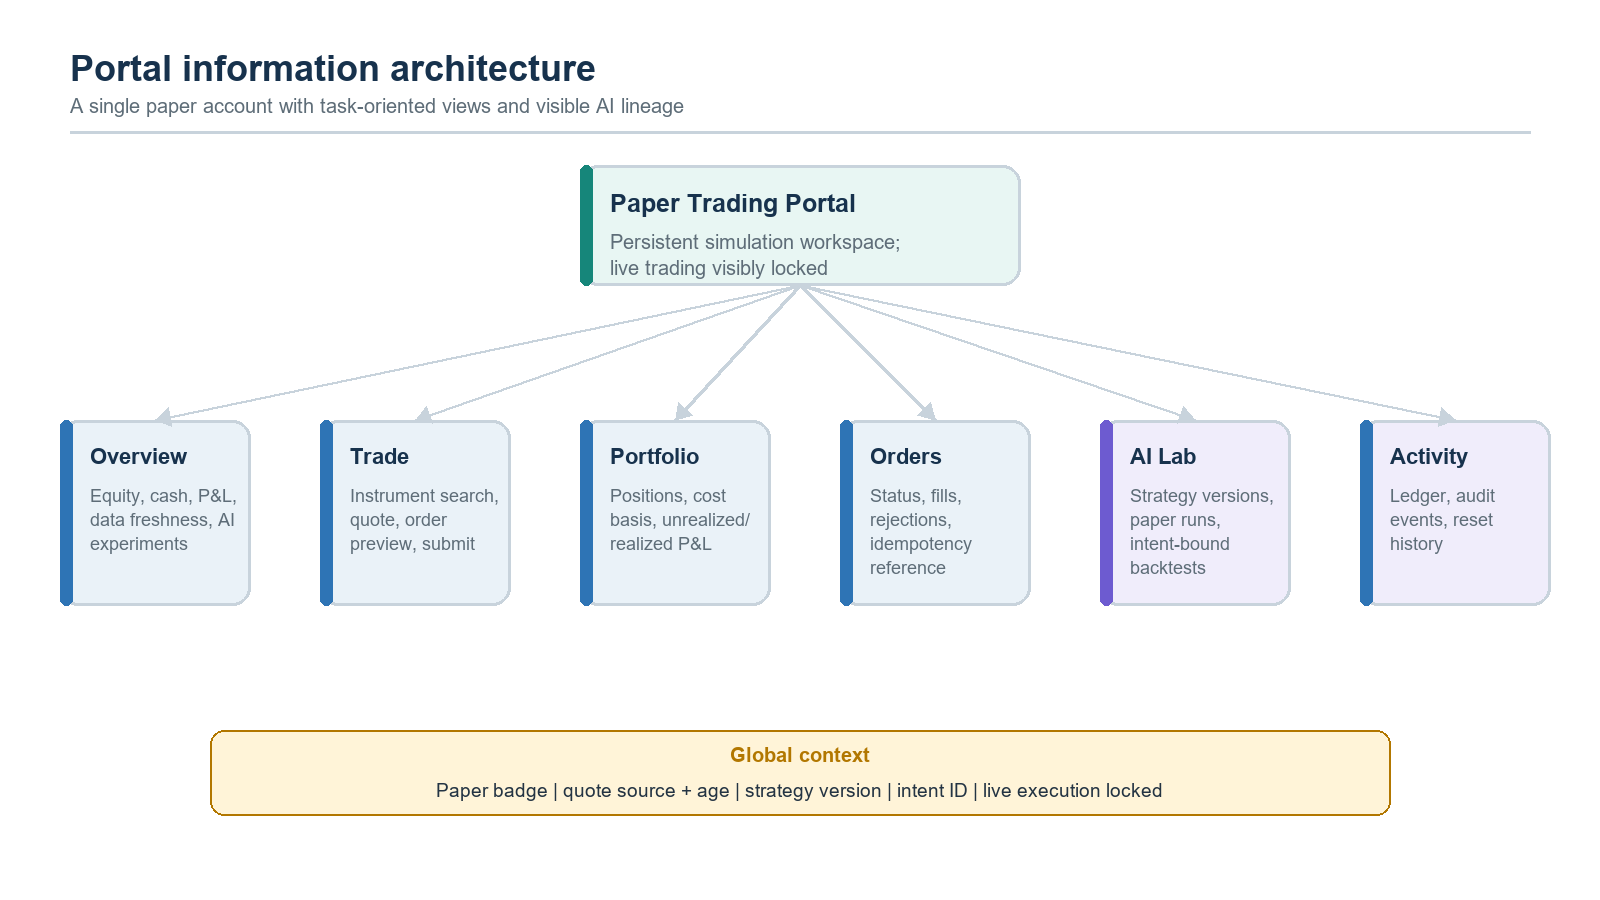 Portal information architecture
A single paper account with task-oriented views and visible AI lineage
Paper Trading Portal
Persistent simulation workspace;
live trading visibly locked
Overview
Equity, cash, P&L,
data freshness, AI
experiments
Trade
Instrument search,
quote, order
preview, submit
Portfolio
Positions, cost
basis, unrealized/
realized P&L
Orders
Status, fills,
rejections,
idempotency
reference
AI Lab
Strategy versions,
paper runs,
intent-bound
backtests
Activity
Ledger, audit
events, reset
history
Global context
Paper badge | quote source + age | strategy version | intent ID | live execution locked